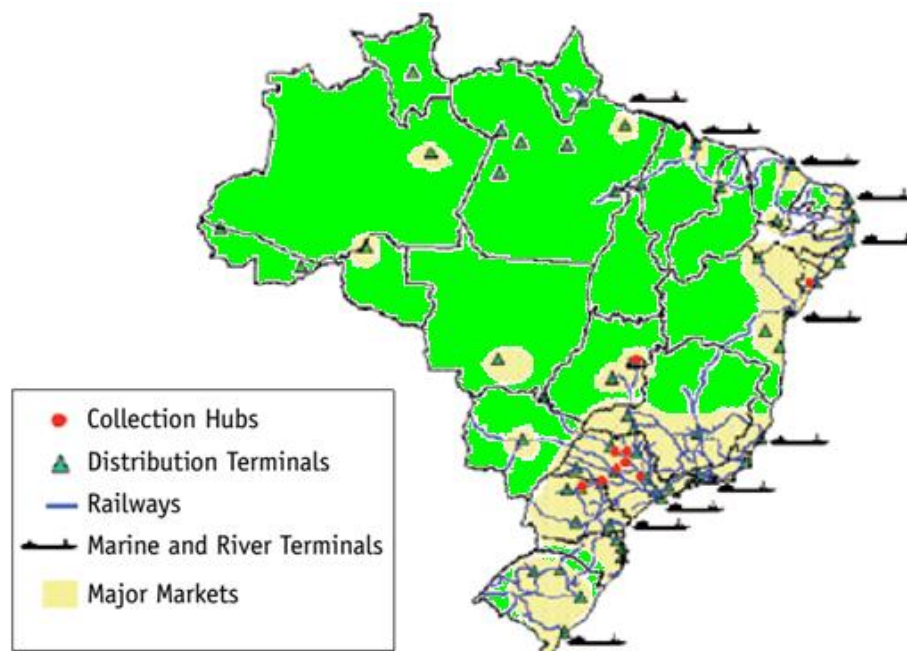 Collection Hubs
Distribution Terminals
Railways
Marine and River Terminals
Major Markets